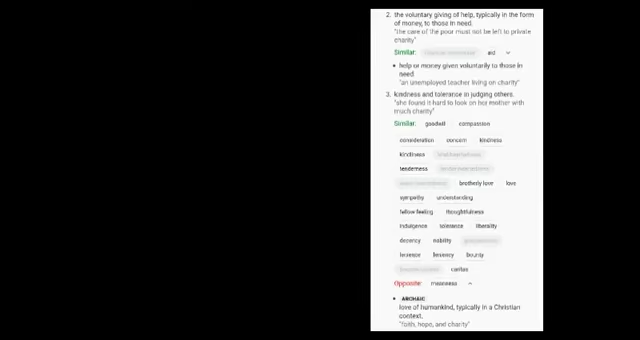 2. the voluntary giving of help, typically in the form
of money, to those in need.
"the care of the poor must not be left to private
charity"
Similar: aid
• help or money given voluntarily to those in
need.
"an unemployed teacher living on charity"
3. kindness and tolerance in judging others.
"she found it hard to look on her mother with
much charity"
Similar: goodwill compassion
consideration concern kindness
kindliness
tenderness
brotherly love love
sympathy understanding
fellow feeling thoughtfulness
indulgence tolerance liberality
decency nobility
leniency bounty
caritas
Opposite: meanness
• ARCHAIC
love of humankind, typically in a Christian
context.
"faith, hope, and charity"